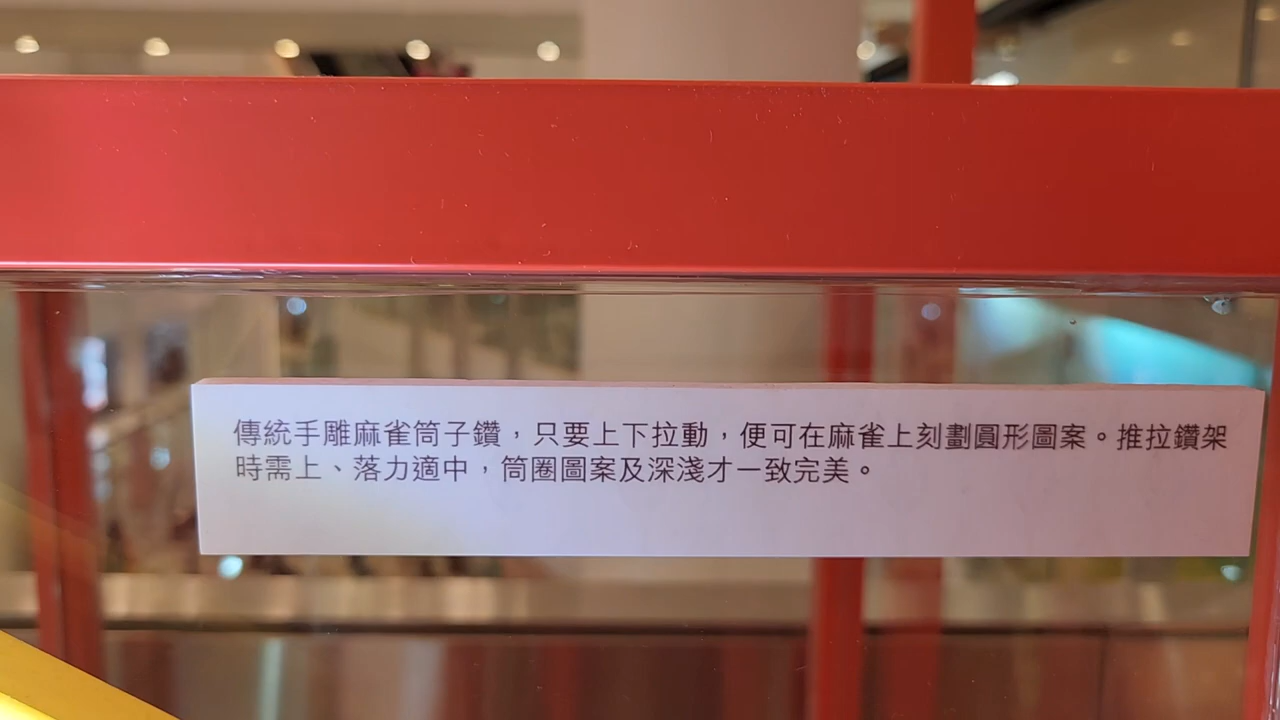 傳統手雕麻雀筒子鑽，只要上下拉動，便可在麻雀上刻劃圓形圖案。推拉鑽架
時需上、落力適中，筒圈圖案及深淺才一致完美。